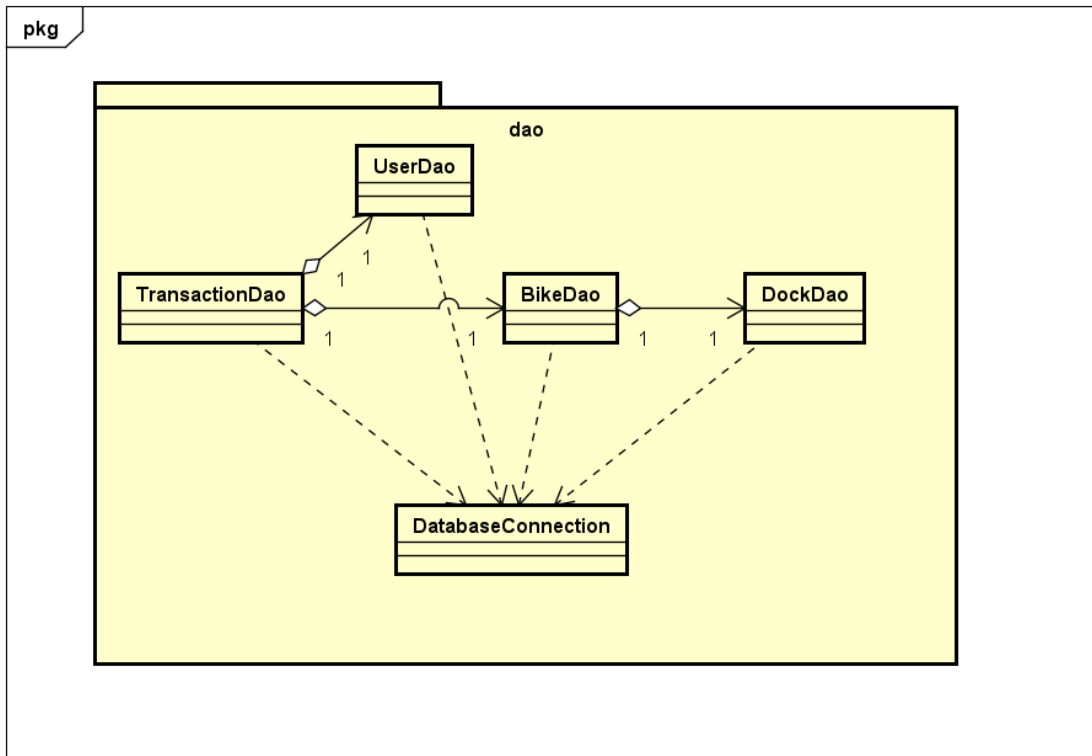 pkg
dao
UserDao
1
1
TransactionDao
BikeDao
DockDao
1
1
1
1
DatabaseConnection